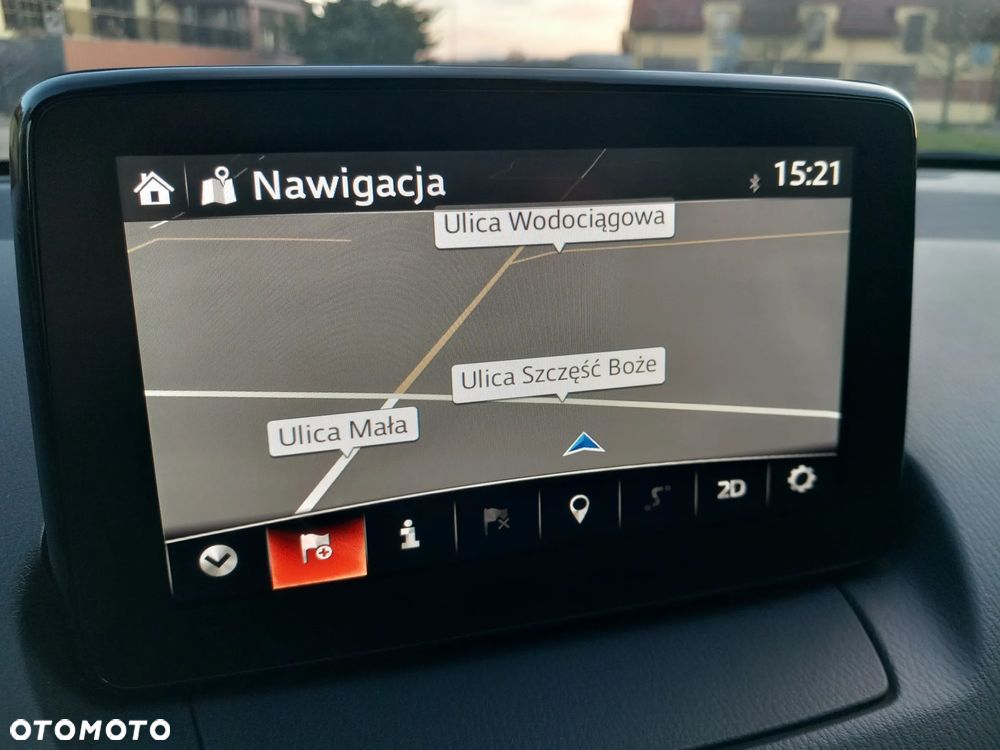 Nawigacja
15:21
Ulica Wodociągowa
Ulica Szczęść Boże
Ulica Mała
2D
OTOMOTO